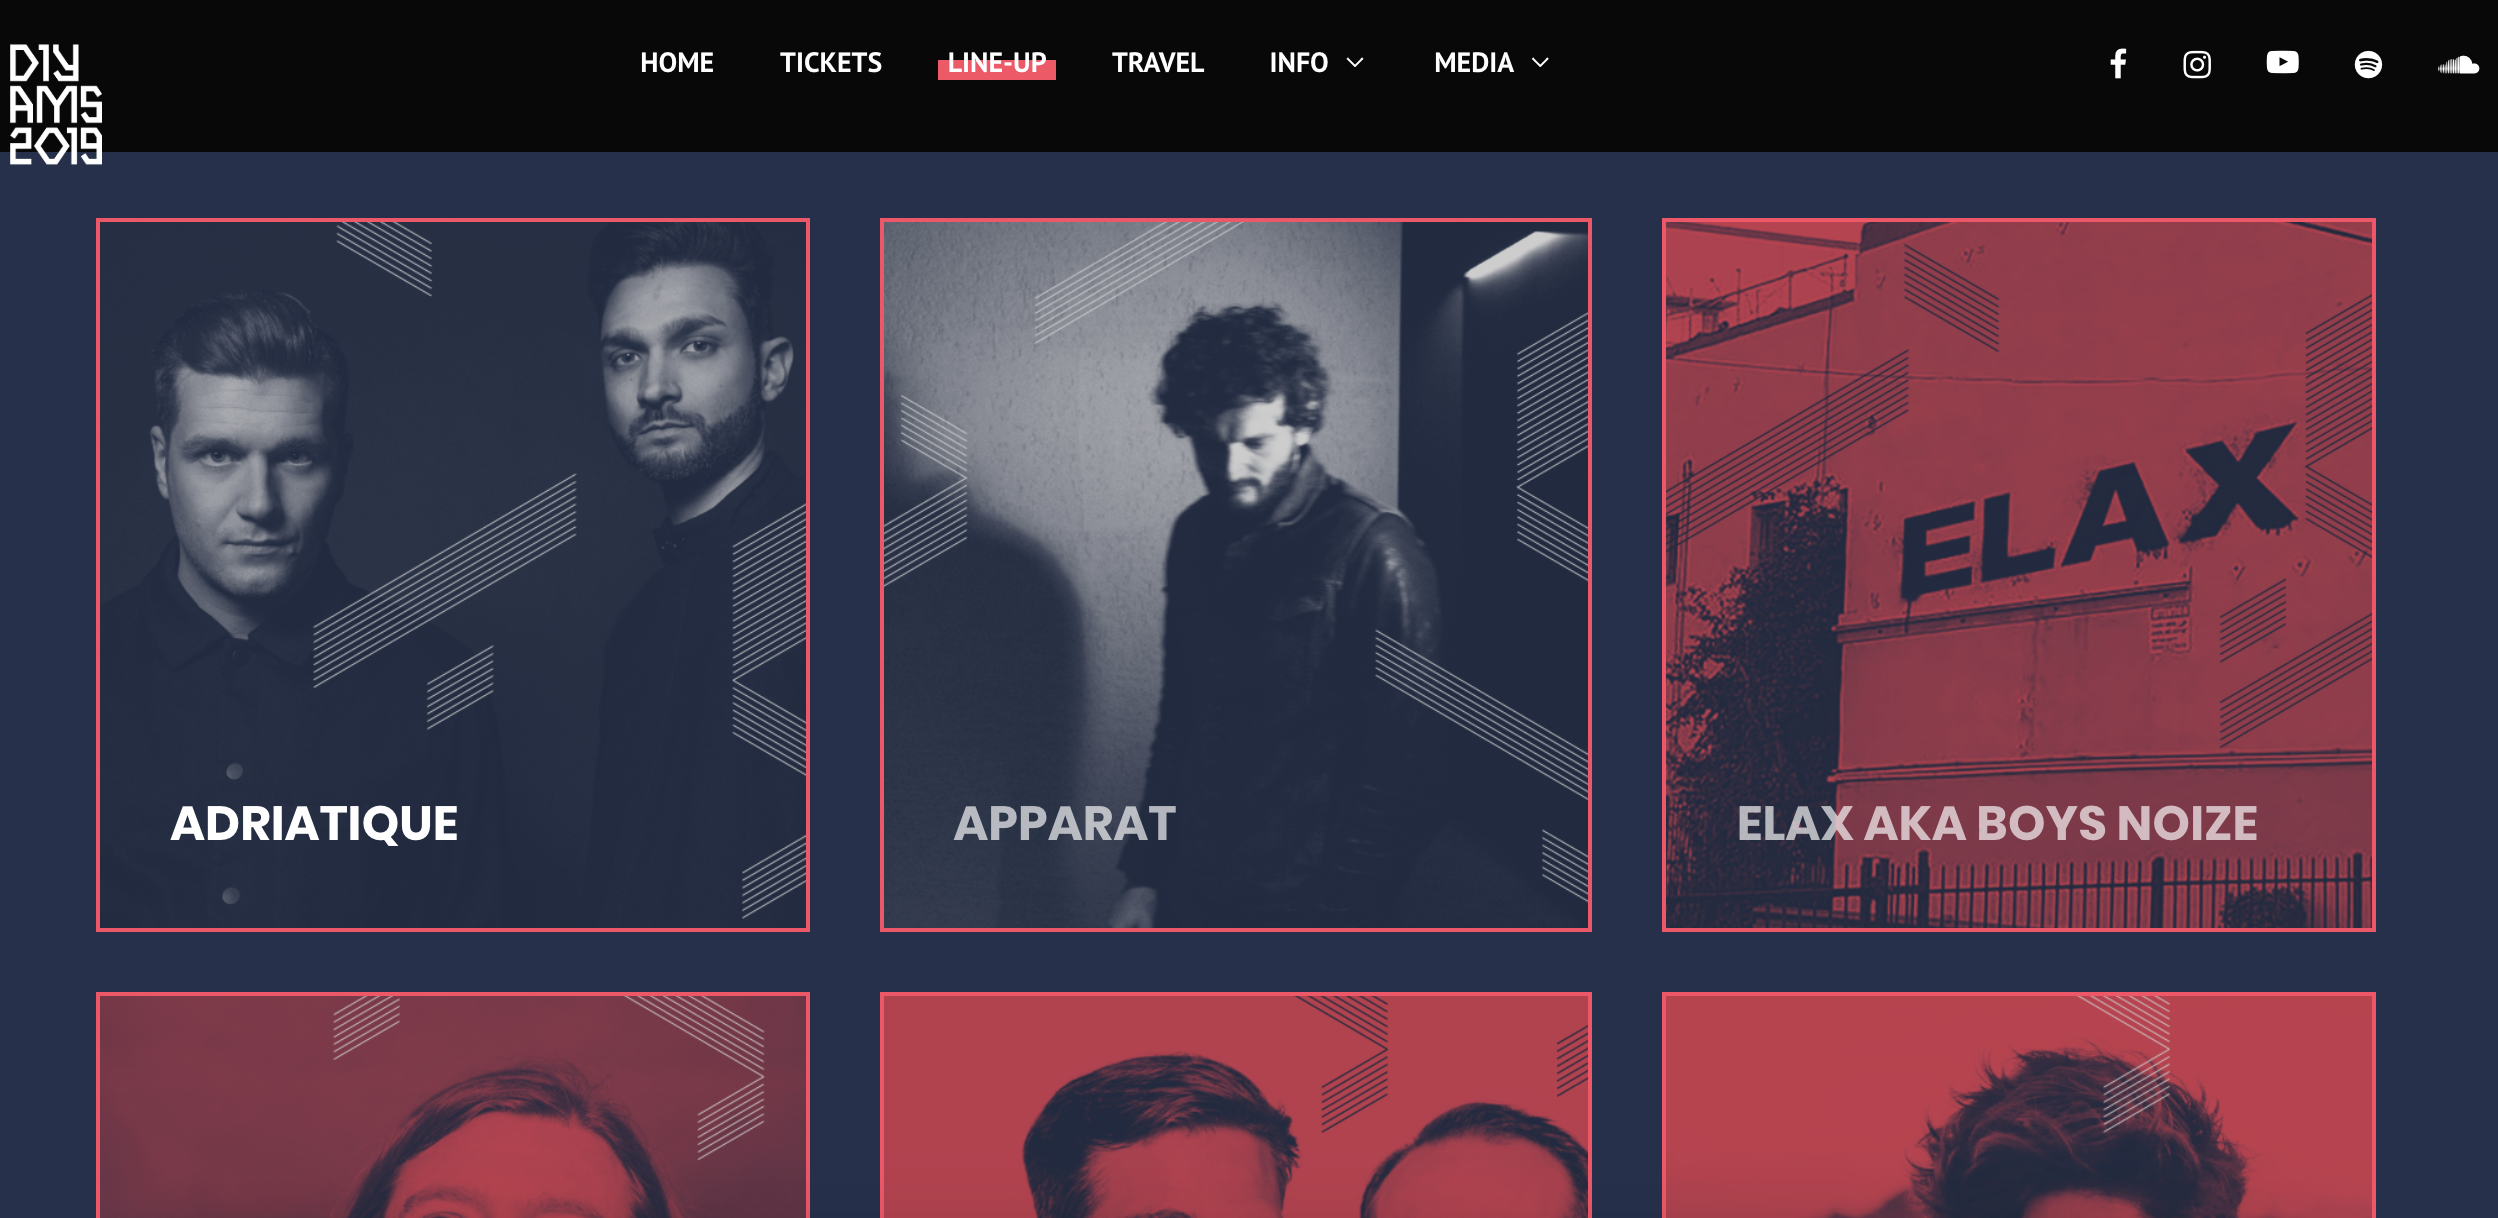 DIY
AMS
2019
HOME
TICKETS
LINE-UP
TRAVEL
INFO
MEDIA
ELAX
ADRIATIQUE
APPARAT
ELAX AKA BOYS NOIZE